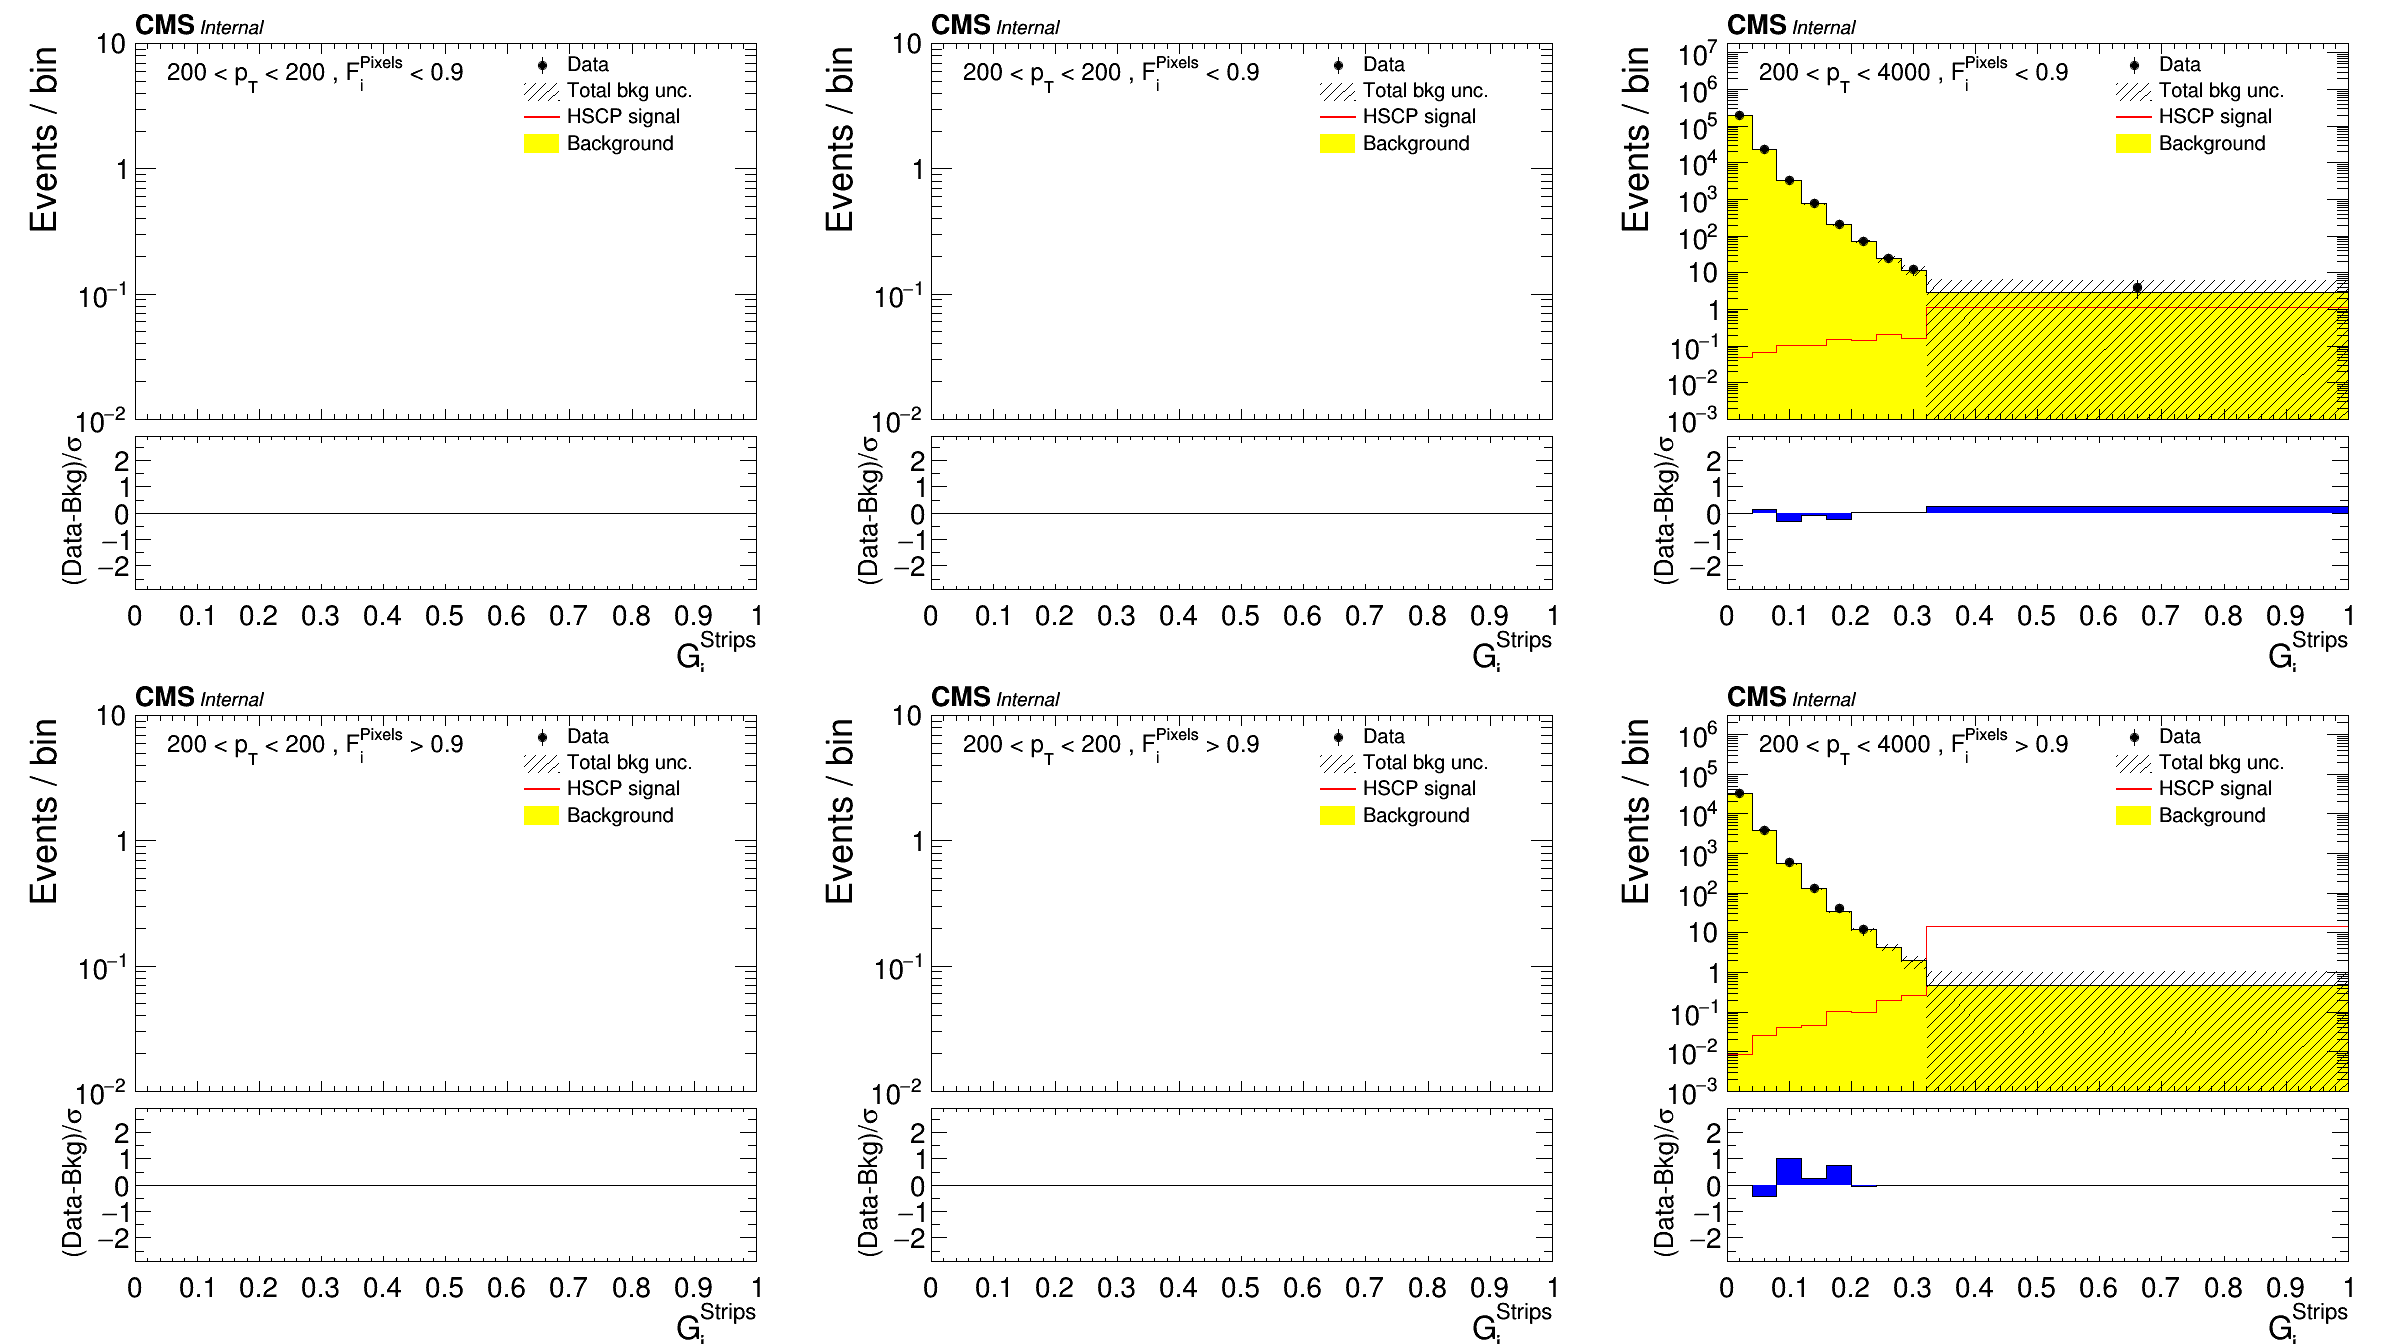 CMS Internal
Events / bin
200 < p_T < 200 , F_i^Pixels < 0.9
Data
Total bkg unc.
HSCP signal
Background
10
1
10^−1
10^−2
(Data-Bkg)/σ
2
1
0
−1
−2
0 0.1 0.2 0.3 0.4 0.5 0.6 0.7 0.8 0.9 1
G_i^Strips
CMS Internal
Events / bin
200 < p_T < 200 , F_i^Pixels < 0.9
Data
Total bkg unc.
HSCP signal
Background
10
1
10^−1
10^−2
(Data-Bkg)/σ
2
1
0
−1
−2
0 0.1 0.2 0.3 0.4 0.5 0.6 0.7 0.8 0.9 1
G_i^Strips
CMS Internal
Events / bin
200 < p_T < 4000 , F_i^Pixels < 0.9
Data
Total bkg unc.
HSCP signal
Background
10^7
10^6
10^5
10^4
10^3
10^2
10
1
10^−1
10^−2
10^−3
(Data-Bkg)/σ
2
1
0
−1
−2
0 0.1 0.2 0.3 0.4 0.5 0.6 0.7 0.8 0.9 1
G_i^Strips
CMS Internal
Events / bin
200 < p_T < 200 , F_i^Pixels > 0.9
Data
Total bkg unc.
HSCP signal
Background
10
1
10^−1
10^−2
(Data-Bkg)/σ
2
1
0
−1
−2
0 0.1 0.2 0.3 0.4 0.5 0.6 0.7 0.8 0.9 1
G_i^Strips
CMS Internal
Events / bin
200 < p_T < 200 , F_i^Pixels > 0.9
Data
Total bkg unc.
HSCP signal
Background
10
1
10^−1
10^−2
(Data-Bkg)/σ
2
1
0
−1
−2
0 0.1 0.2 0.3 0.4 0.5 0.6 0.7 0.8 0.9 1
G_i^Strips
CMS Internal
Events / bin
200 < p_T < 4000 , F_i^Pixels > 0.9
Data
Total bkg unc.
HSCP signal
Background
10^6
10^5
10^4
10^3
10^2
10
1
10^−1
10^−2
10^−3
(Data-Bkg)/σ
2
1
0
−1
−2
0 0.1 0.2 0.3 0.4 0.5 0.6 0.7 0.8 0.9 1
G_i^Strips